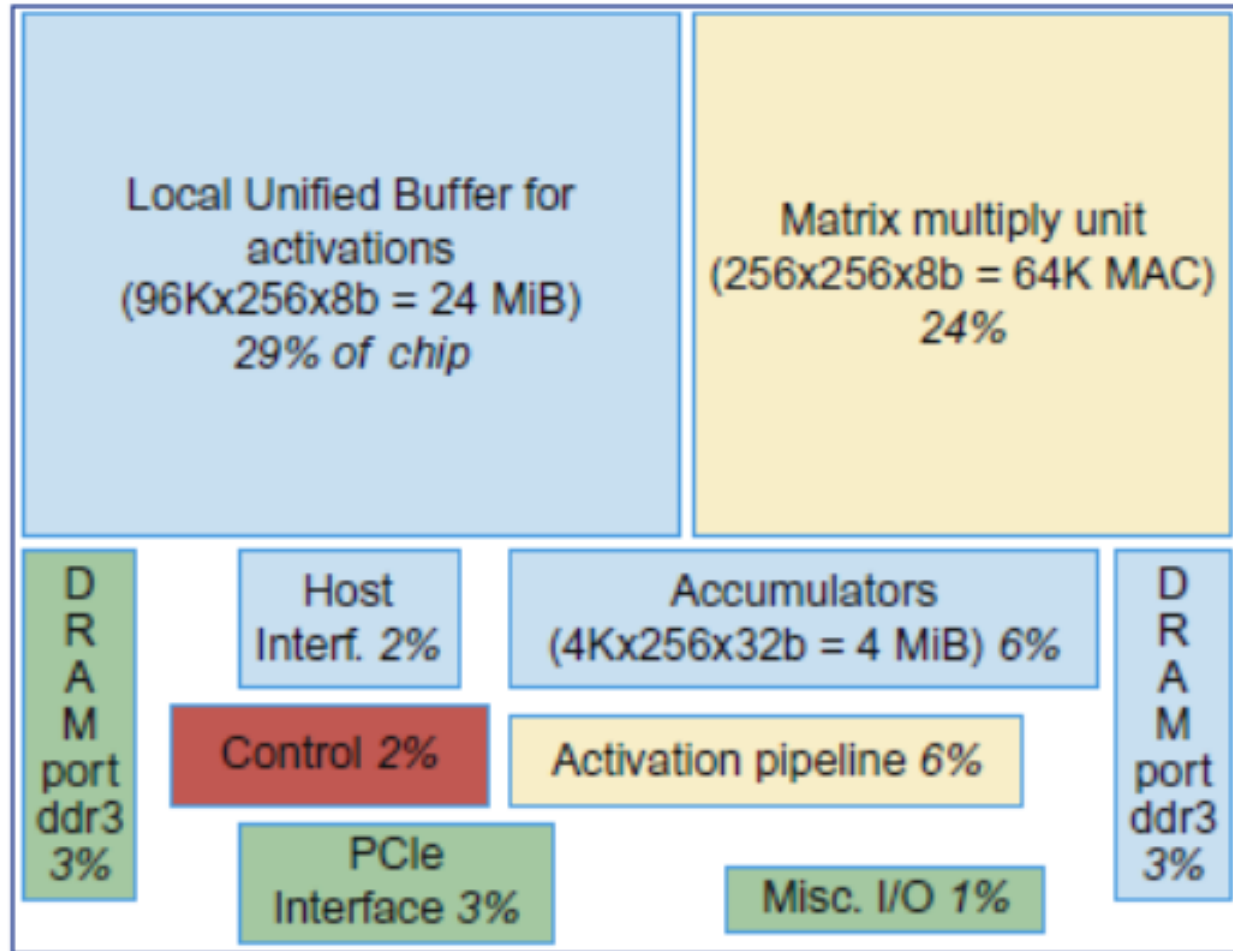 Local Unified Buffer for
activations
(96Kx256x8b = 24 MiB)
29% of chip
Matrix multiply unit
(256x256x8b = 64K MAC)
24%
D
R
A
M
port
ddr3
3%
Host
Interf. 2%
Accumulators
(4Kx256x32b = 4 MiB) 6%
D
R
A
M
port
ddr3
3%
Control 2%
Activation pipeline 6%
PCIe
Interface 3%
Misc. I/O 1%